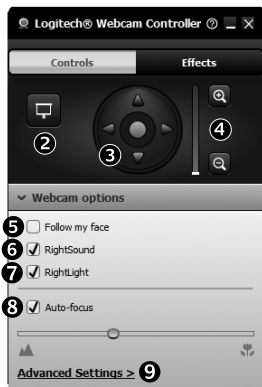 Logitech® Webcam Controller
Controls Effects
2
3
4
Webcam options
5 Follow my face
6 RightSound
7 RightLight
8 Auto-focus
Advanced Settings > 9